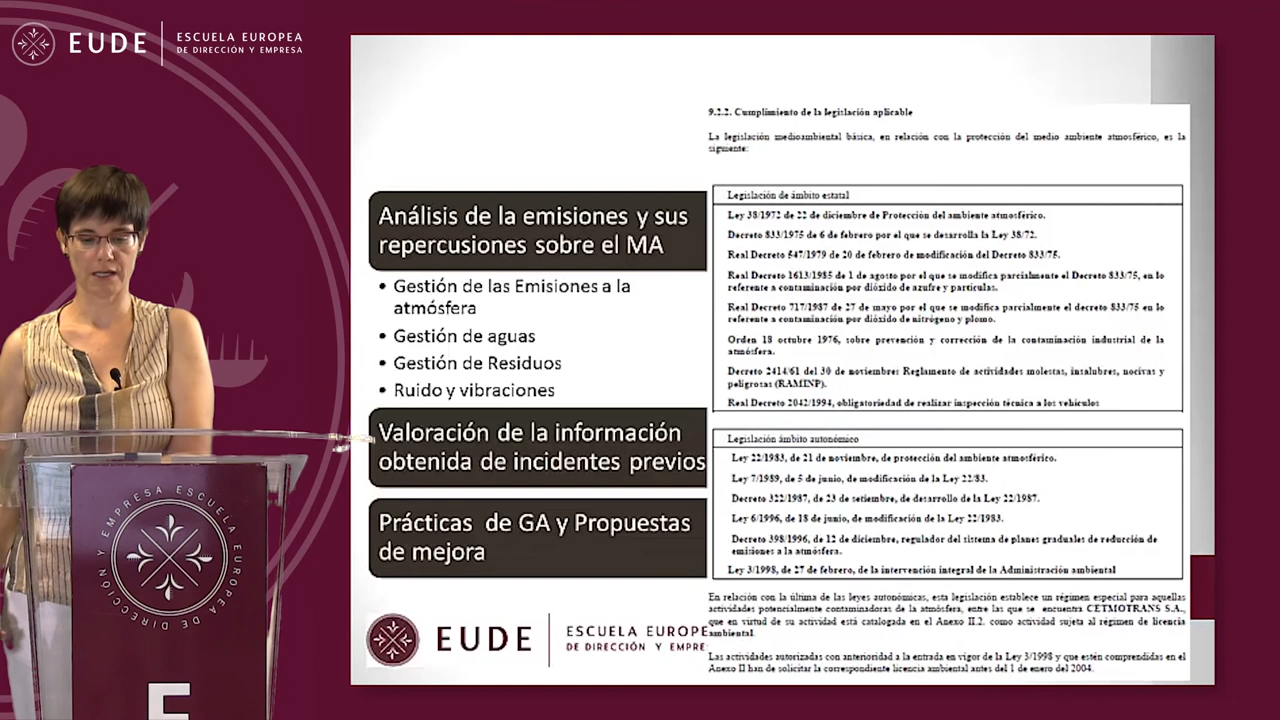 EUDE
ESCUELA EUROPEA
DE DIRECCIÓN Y EMPRESA
9.2.2. Cumplimiento de la legislación aplicable
La legislación medioambiental básica, en relación con la protección del medio ambiente atmosférico, es la
siguiente:
Análisis de la emisiones y sus
repercusiones sobre el MA
• Gestión de las Emisiones a la
atmósfera
• Gestión de aguas
• Gestión de Residuos
• Ruido y vibraciones
Valoración de la información
obtenida de incidentes previos
Prácticas de GA y Propuestas
de mejora
Legislación de ámbito estatal
Ley 38/1972 de 22 de diciembre de Protección del ambiente atmosférico.
Decreto 833/1975 de 6 de febrero por el que se desarrolla la Ley 38/72.
Real Decreto 547/1979 de 20 de febrero de modificación del Decreto 833/75.
Real Decreto 1613/1985 de 1 de agosto por el que se modifica parcialmente el Decreto 833/75, en lo
referente a contaminación por dióxido de azufre y partículas.
Real Decreto 717/1987 de 27 de mayo por el que se modifica parcialmente el decreto 833/75 en lo
referente a contaminación por dióxido de nitrógeno y plomo.
Orden 18 octubre 1976, sobre prevención y corrección de la contaminación industrial de la
atmósfera.
Decreto 2414/61 del 30 de noviembre: Reglamento de actividades molestas, insalubres, nocivas y
peligrosas (RAMINP).
Real Decreto 2042/1994, obligatoriedad de realizar inspección técnica a los vehículos
Legislación ámbito autonómico
Ley 22/1983, de 21 de noviembre, de protección del ambiente atmosférico.
Ley 7/1989, de 5 de junio, de modificación de la Ley 22/83.
Decreto 322/1987, de 23 de setiembre, de desarrollo de la Ley 22/1987.
Ley 6/1996, de 18 de junio, de modificación de la Ley 22/1983.
Decreto 398/1996, de 12 de diciembre, regulador del sistema de planes graduales de reducción de
emisiones a la atmósfera.
Ley 3/1998, de 27 de febrero, de la intervención integral de la Administración ambiental
En relación con la última de las leyes autonómicas, esta legislación establece un régimen especial para aquellas
actividades potencialmente contaminadoras de la atmósfera, entre las que se encuentra CETMOTRANS S.A.,
que en virtud de su actividad está catalogada en el Anexo II.2. como actividad sujeta al régimen de licencia
ambiental.
Las actividades autorizadas con anterioridad a la entrada en vigor de la Ley 3/1998 y que estén comprendidas en el
Anexo II han de solicitar la correspondiente licencia ambiental antes del 1 de enero del 2004.
EUDE
ESCUELA EUROPE
DE DIRECCIÓN Y EMPRE
ESCUELA EUROPEA DE DIRECCIÓN Y EMPRESA
E